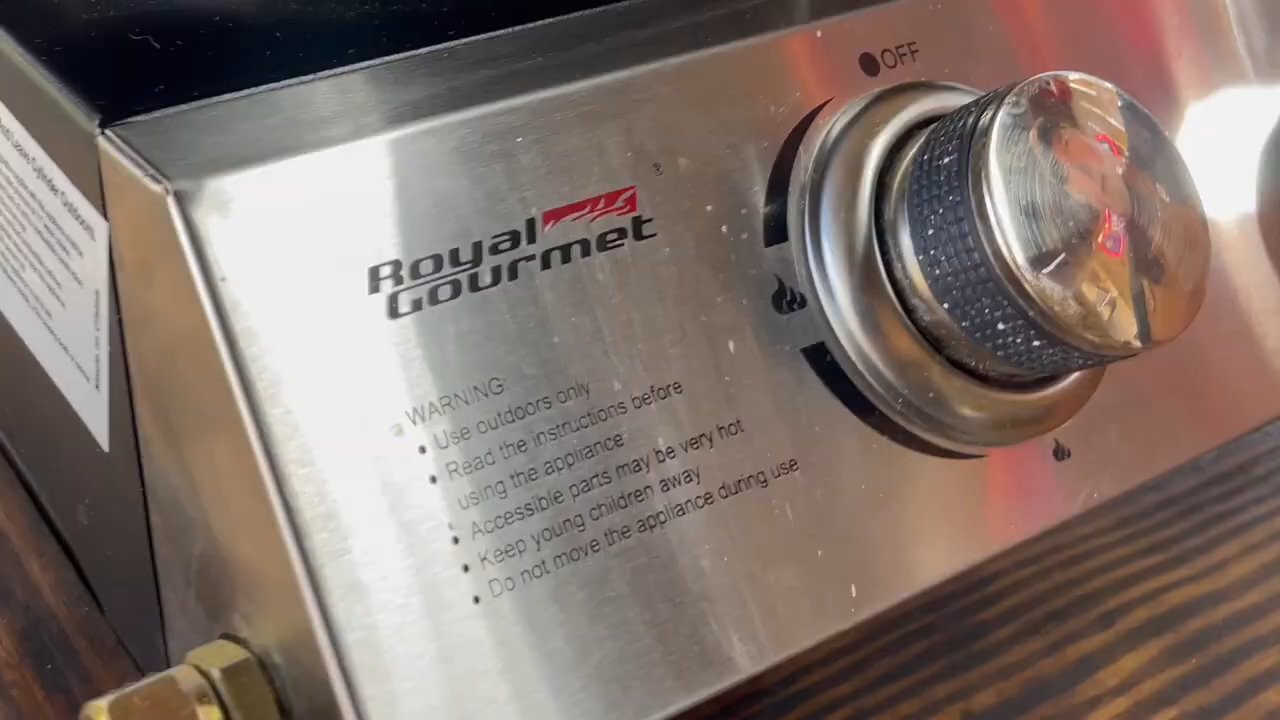 OFF
Royal
Gourmet
®
WARNING:
• Use outdoors only
• Read the instructions before
using the appliance
• Accessible parts may be very hot
• Keep young children away
• Do not move the appliance during use